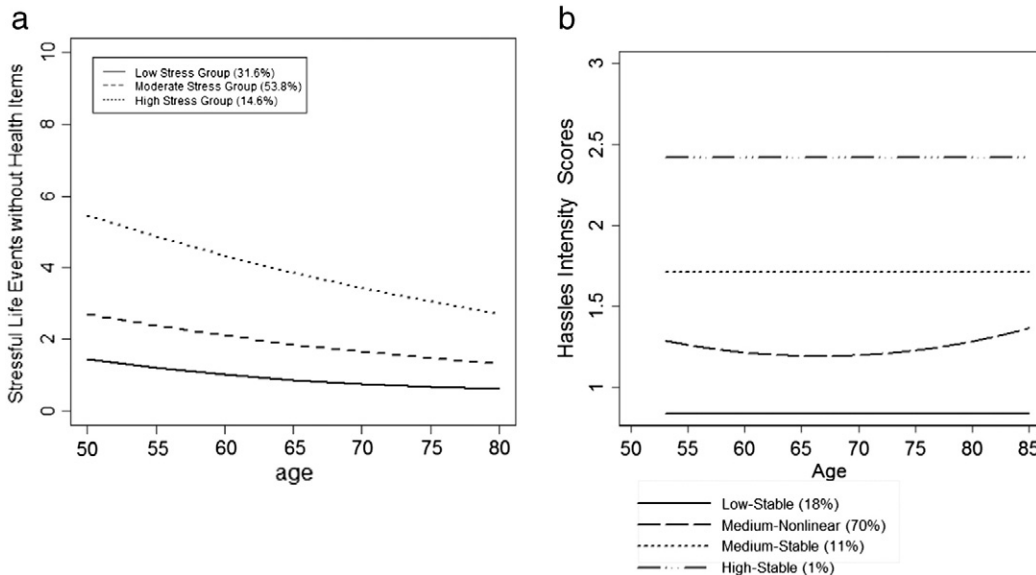 a
Stressful Life Events without Health Items
10
8
6
4
2
0
Low Stress Group (31.6%)
Moderate Stress Group (53.8%)
High Stress Group (14.6%)
50 55 60 65 70 75 80
age
b
Hassles Intensity Scores
3
2.5
2
1.5
1
50 55 60 65 70 75 80 85
Age
Low-Stable (18%)
Medium-Nonlinear (70%)
Medium-Stable (11%)
High-Stable (1%)